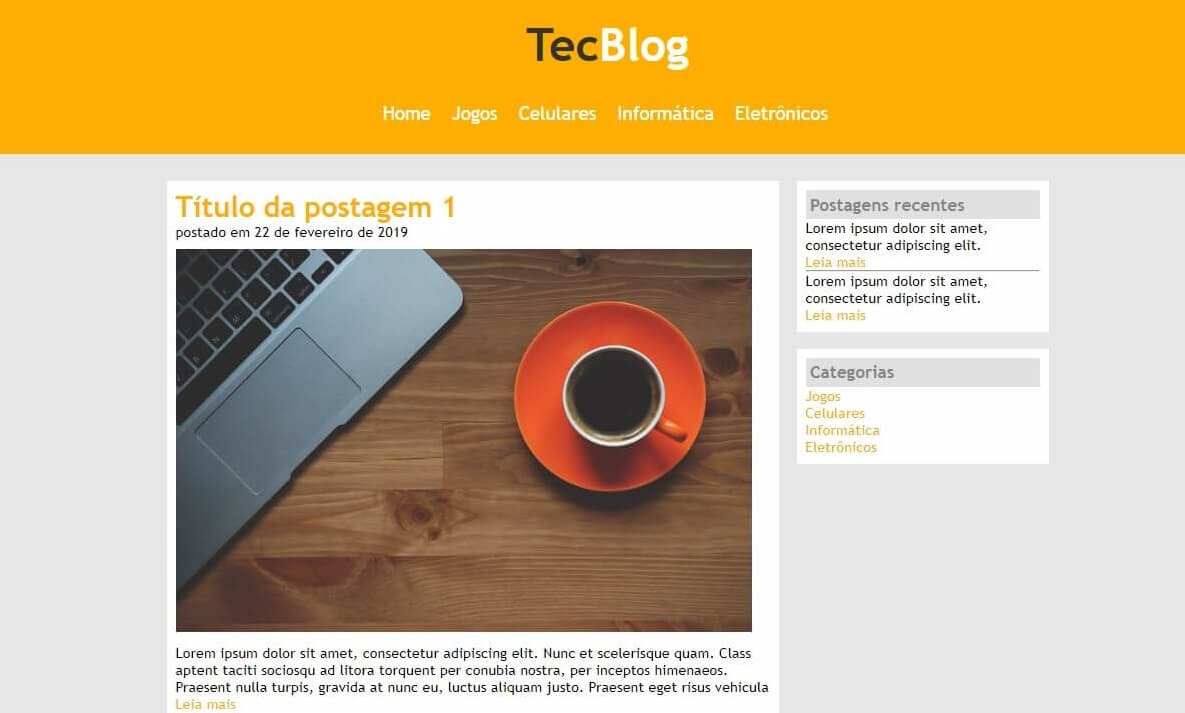 TecBlog
Home Jogos Celulares Informática Eletrônicos
Título da postagem 1
postado em 22 de fevereiro de 2019
Lorem ipsum dolor sit amet, consectetur adipiscing elit. Nunc et scelerisque quam. Class
aptent taciti sociosqu ad litora torquent per conubia nostra, per inceptos himenaeos.
Praesent nulla turpis, gravida at nunc eu, luctus aliquam justo. Praesent eget risus vehicula
Leia mais
Postagens recentes
Lorem ipsum dolor sit amet,
consectetur adipiscing elit.
Leia mais
Lorem ipsum dolor sit amet,
consectetur adipiscing elit.
Leia mais
Categorias
Jogos
Celulares
Informática
Eletrônicos